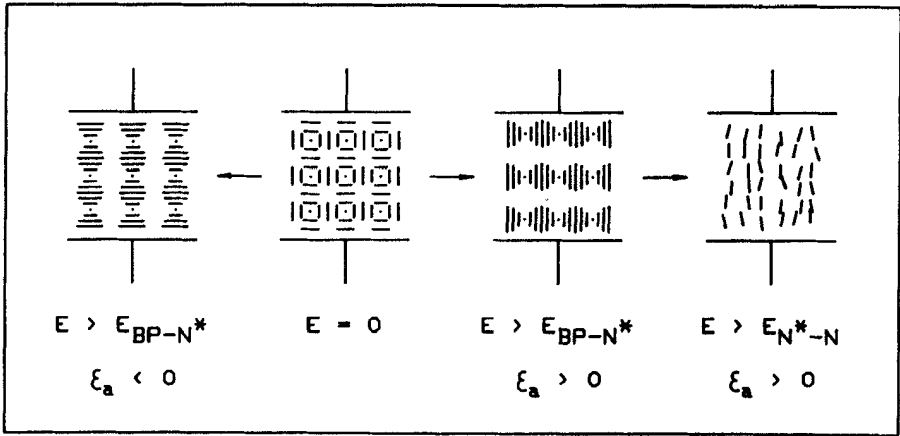 E > E_BP-N* E = 0 E > E_BP-N* E > E_N*-N
ε_a < 0 ε_a > 0 ε_a > 0